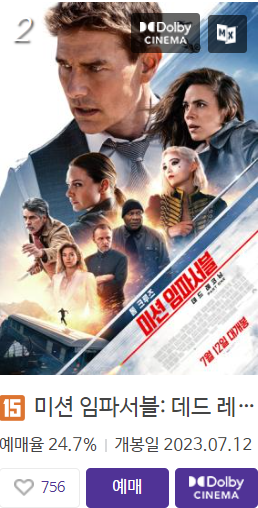 2
Dolby
CINEMA
MX
톰 크루즈
미션 임파서블
데드 레코닝
PART ONE
7월 12일 대개봉
15 미션 임파서블: 데드 레…
예매율 24.7% | 개봉일 2023.07.12
756
예매
Dolby
CINEMA